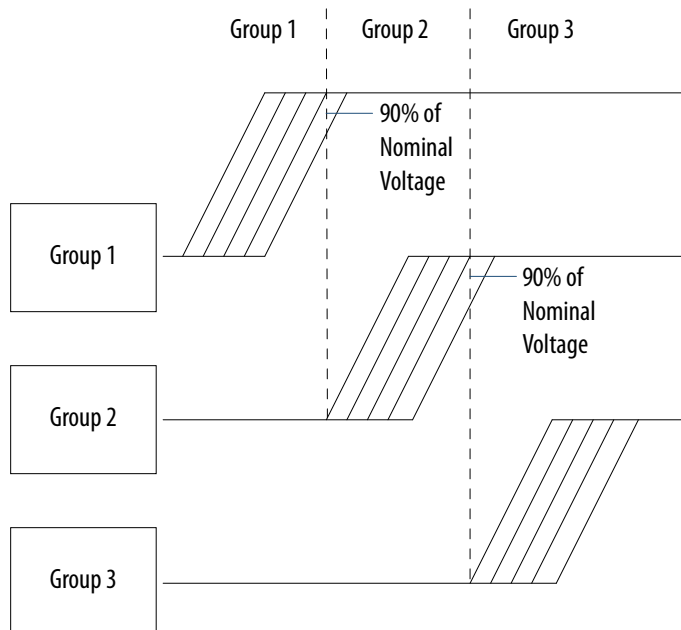 Group 1
Group 2
Group 3
90% of
Nominal
Voltage
Group 1
90% of
Nominal
Voltage
Group 2
Group 3